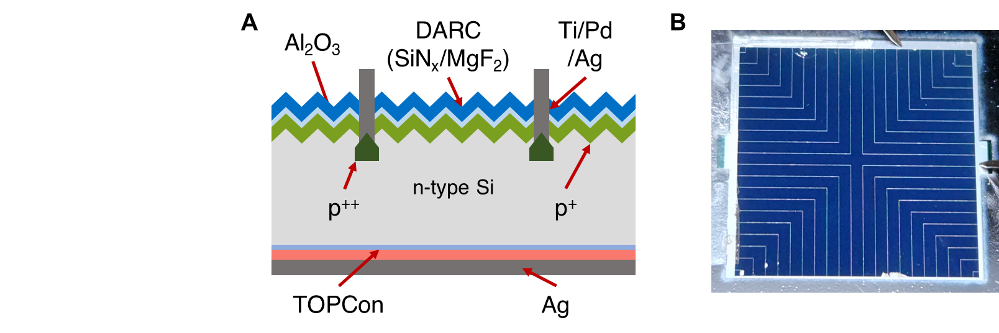 A
Al₂O₃
DARC
(SiNₓ/MgF₂)
Ti/Pd
/Ag
n-type Si
p⁺⁺
p⁺
TOPCon
Ag
B